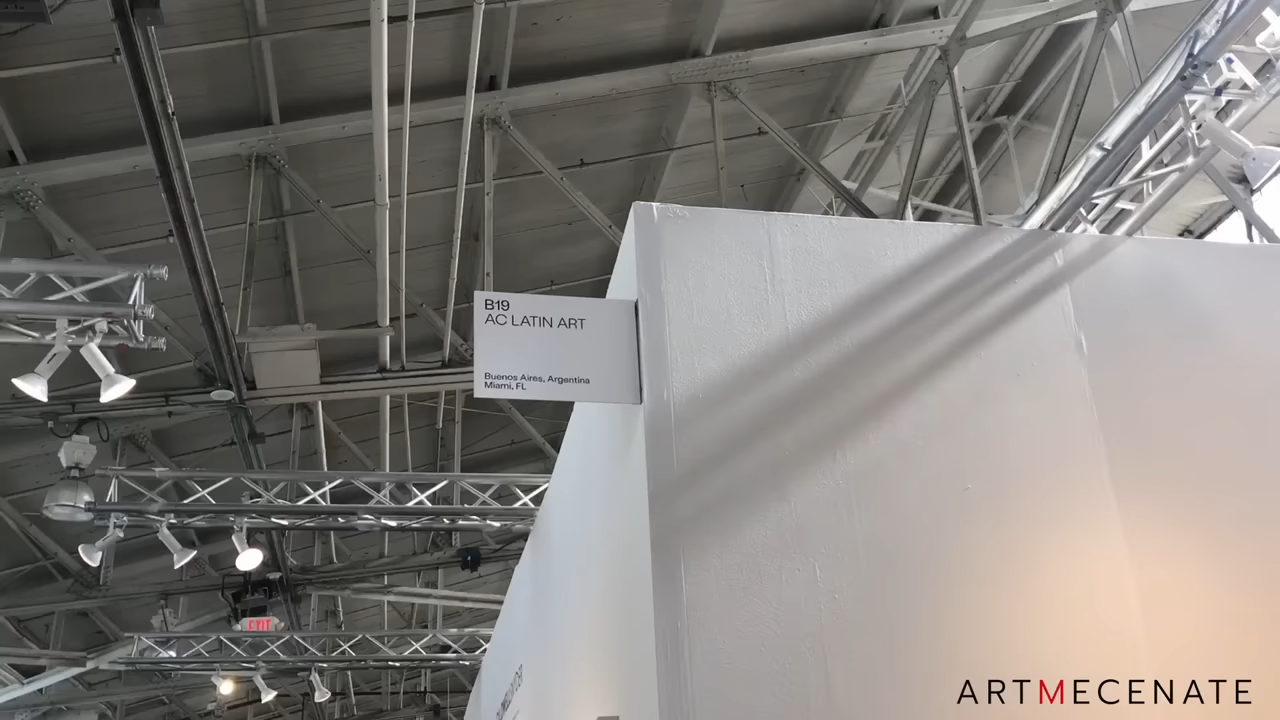 B19
AC LATIN ART
Buenos Aires, Argentina
Miami, FL
EXIT
ARTMECENATE